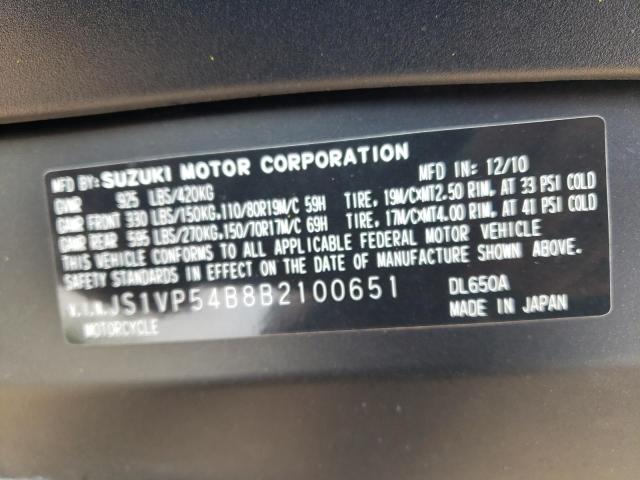 MFD BY: SUZUKI MOTOR CORPORATION MFD IN: 12/10
GVWR 925 LBS/420KG
GAWR FRONT 330 LBS/150KG,110/80R19M/C 59H TIRE, 19M/C×MT2.50 RIM, AT 33 PSI COLD
GAWR REAR 595 LBS/270KG,150/70R17M/C 69H TIRE, 17M/C×MT4.00 RIM, AT 41 PSI COLD
THIS VEHICLE CONFORMS TO ALL APPLICABLE FEDERAL MOTOR VEHICLE
SAFETY STANDARDS IN EFFECT ON THE DATE OF MANUFACTURE SHOWN ABOVE.
V.I.N. JS1VP54B8B2100651 DL650A
MOTORCYCLE MADE IN JAPAN